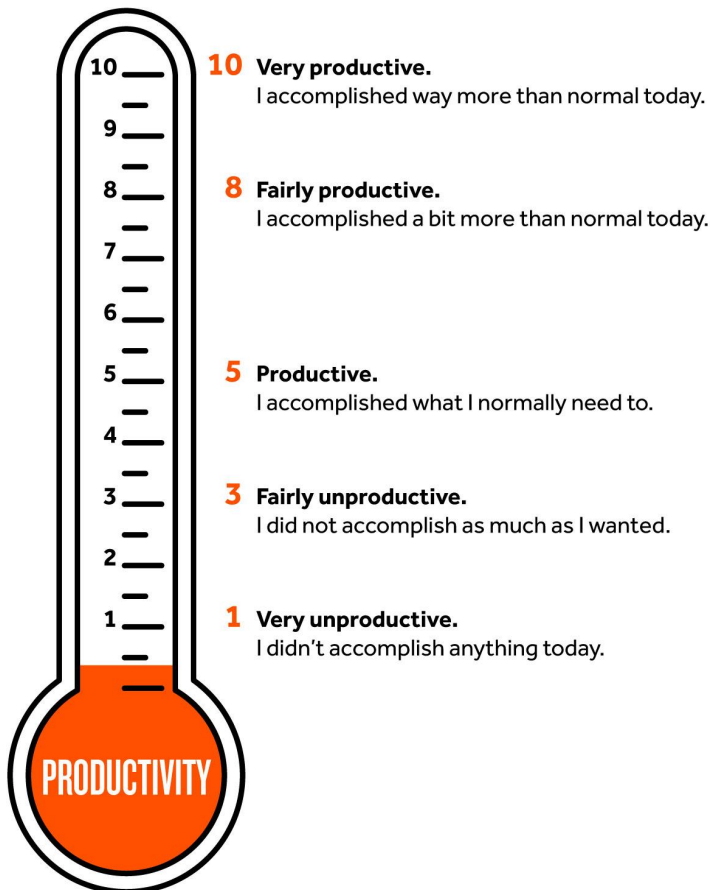 10
9
8
7
6
5
4
3
2
1
PRODUCTIVITY
10 Very productive.
I accomplished way more than normal today.
8 Fairly productive.
I accomplished a bit more than normal today.
5 Productive.
I accomplished what I normally need to.
3 Fairly unproductive.
I did not accomplish as much as I wanted.
1 Very unproductive.
I didn’t accomplish anything today.